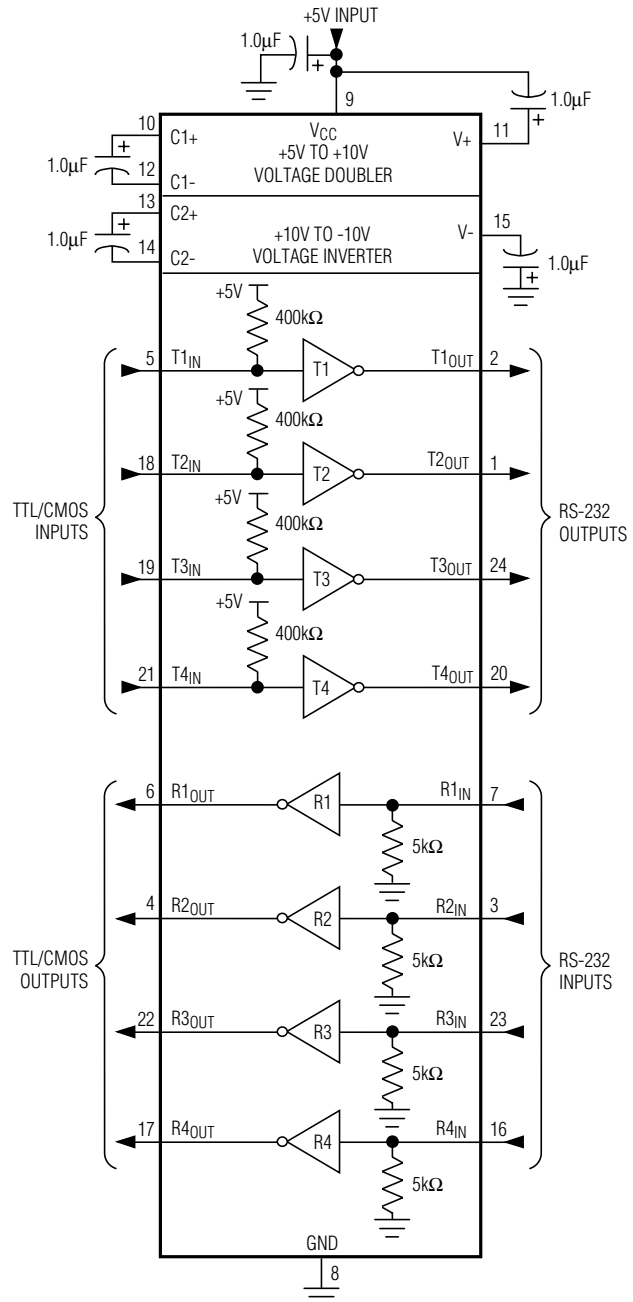 +5V INPUT
1.0µF
+
9
1.0µF
+
10
C1+
VCC
V+
11
+
1.0µF
+5V TO +10V
VOLTAGE DOUBLER
12
C1-
13
C2+
+
1.0µF
+10V TO -10V
VOLTAGE INVERTER
V-
15
14
C2-
+
1.0µF
+5V
400kΩ
5
T1IN
T1
T1OUT
2
+5V
400kΩ
18
T2IN
T2
T2OUT
1
TTL/CMOS
INPUTS
+5V
400kΩ
RS-232
OUTPUTS
19
T3IN
T3
T3OUT
24
+5V
400kΩ
21
T4IN
T4
T4OUT
20
6
R1OUT
R1
R1IN
7
5kΩ
4
R2OUT
R2
R2IN
3
5kΩ
TTL/CMOS
OUTPUTS
RS-232
INPUTS
22
R3OUT
R3
R3IN
23
5kΩ
17
R4OUT
R4
R4IN
16
5kΩ
GND
8